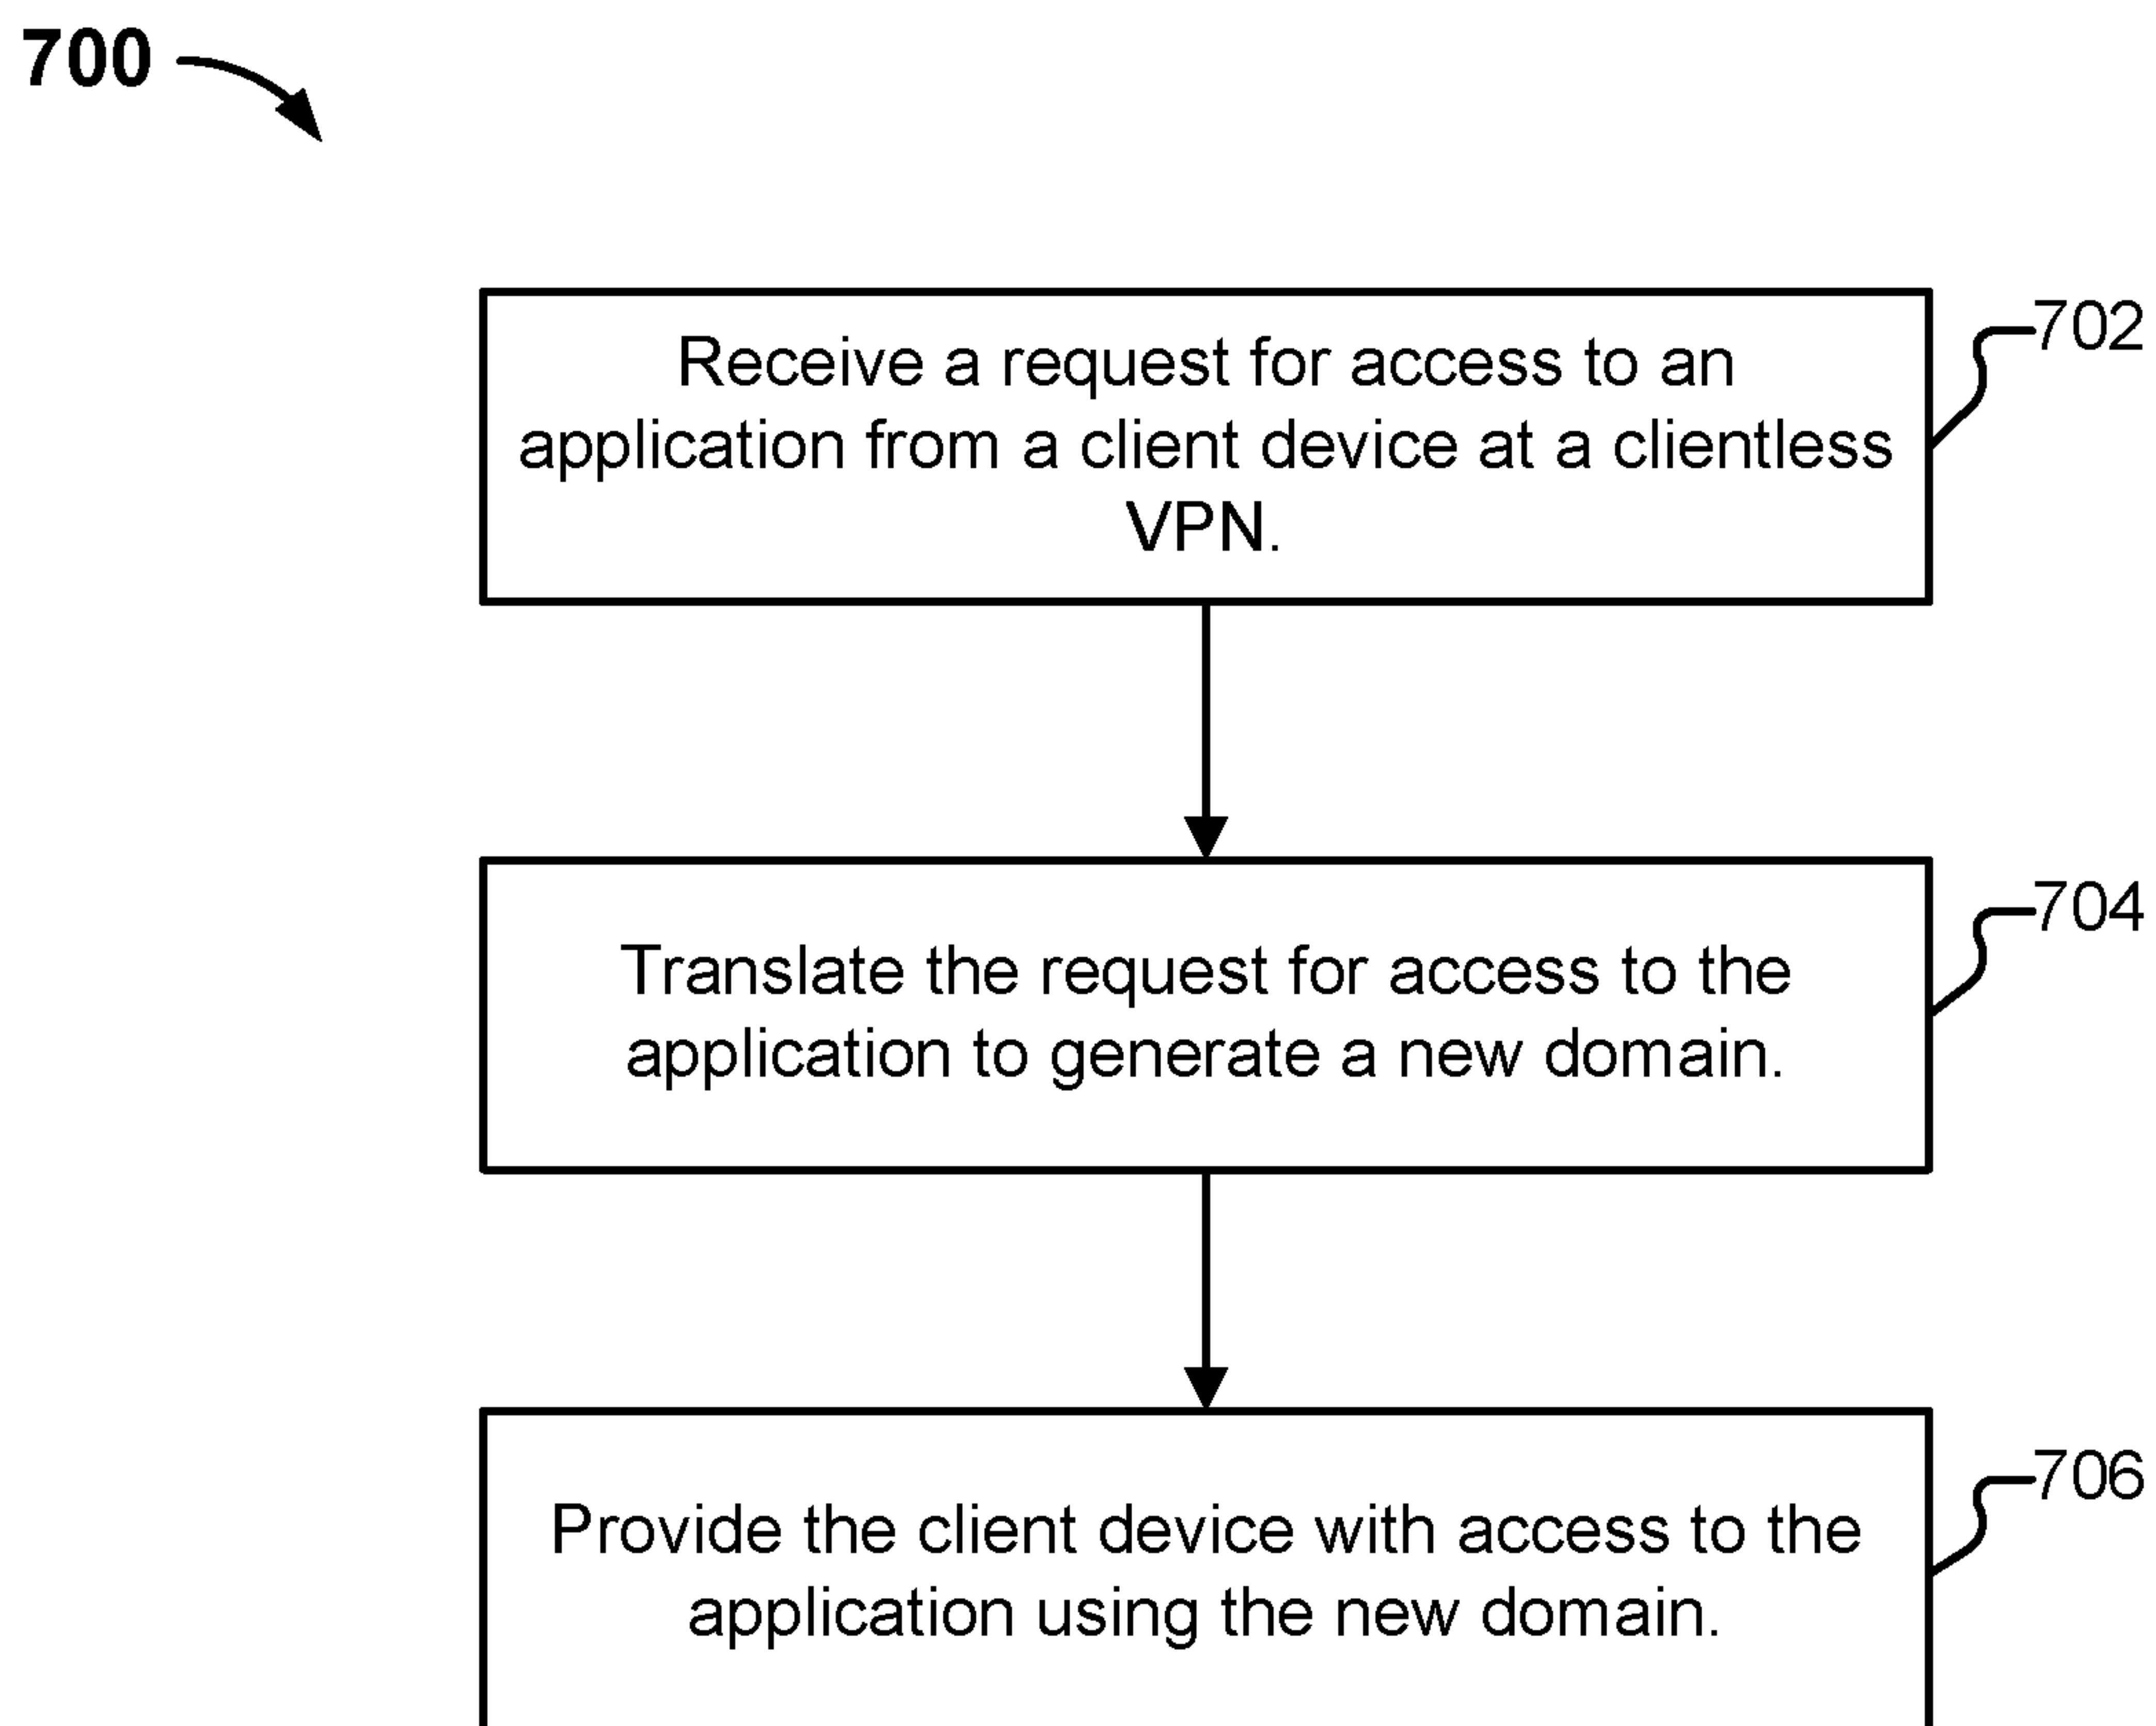 700
Receive a request for access to an
application from a client device at a clientless
VPN.
702
Translate the request for access to the
application to generate a new domain.
704
Provide the client device with access to the
application using the new domain.
706